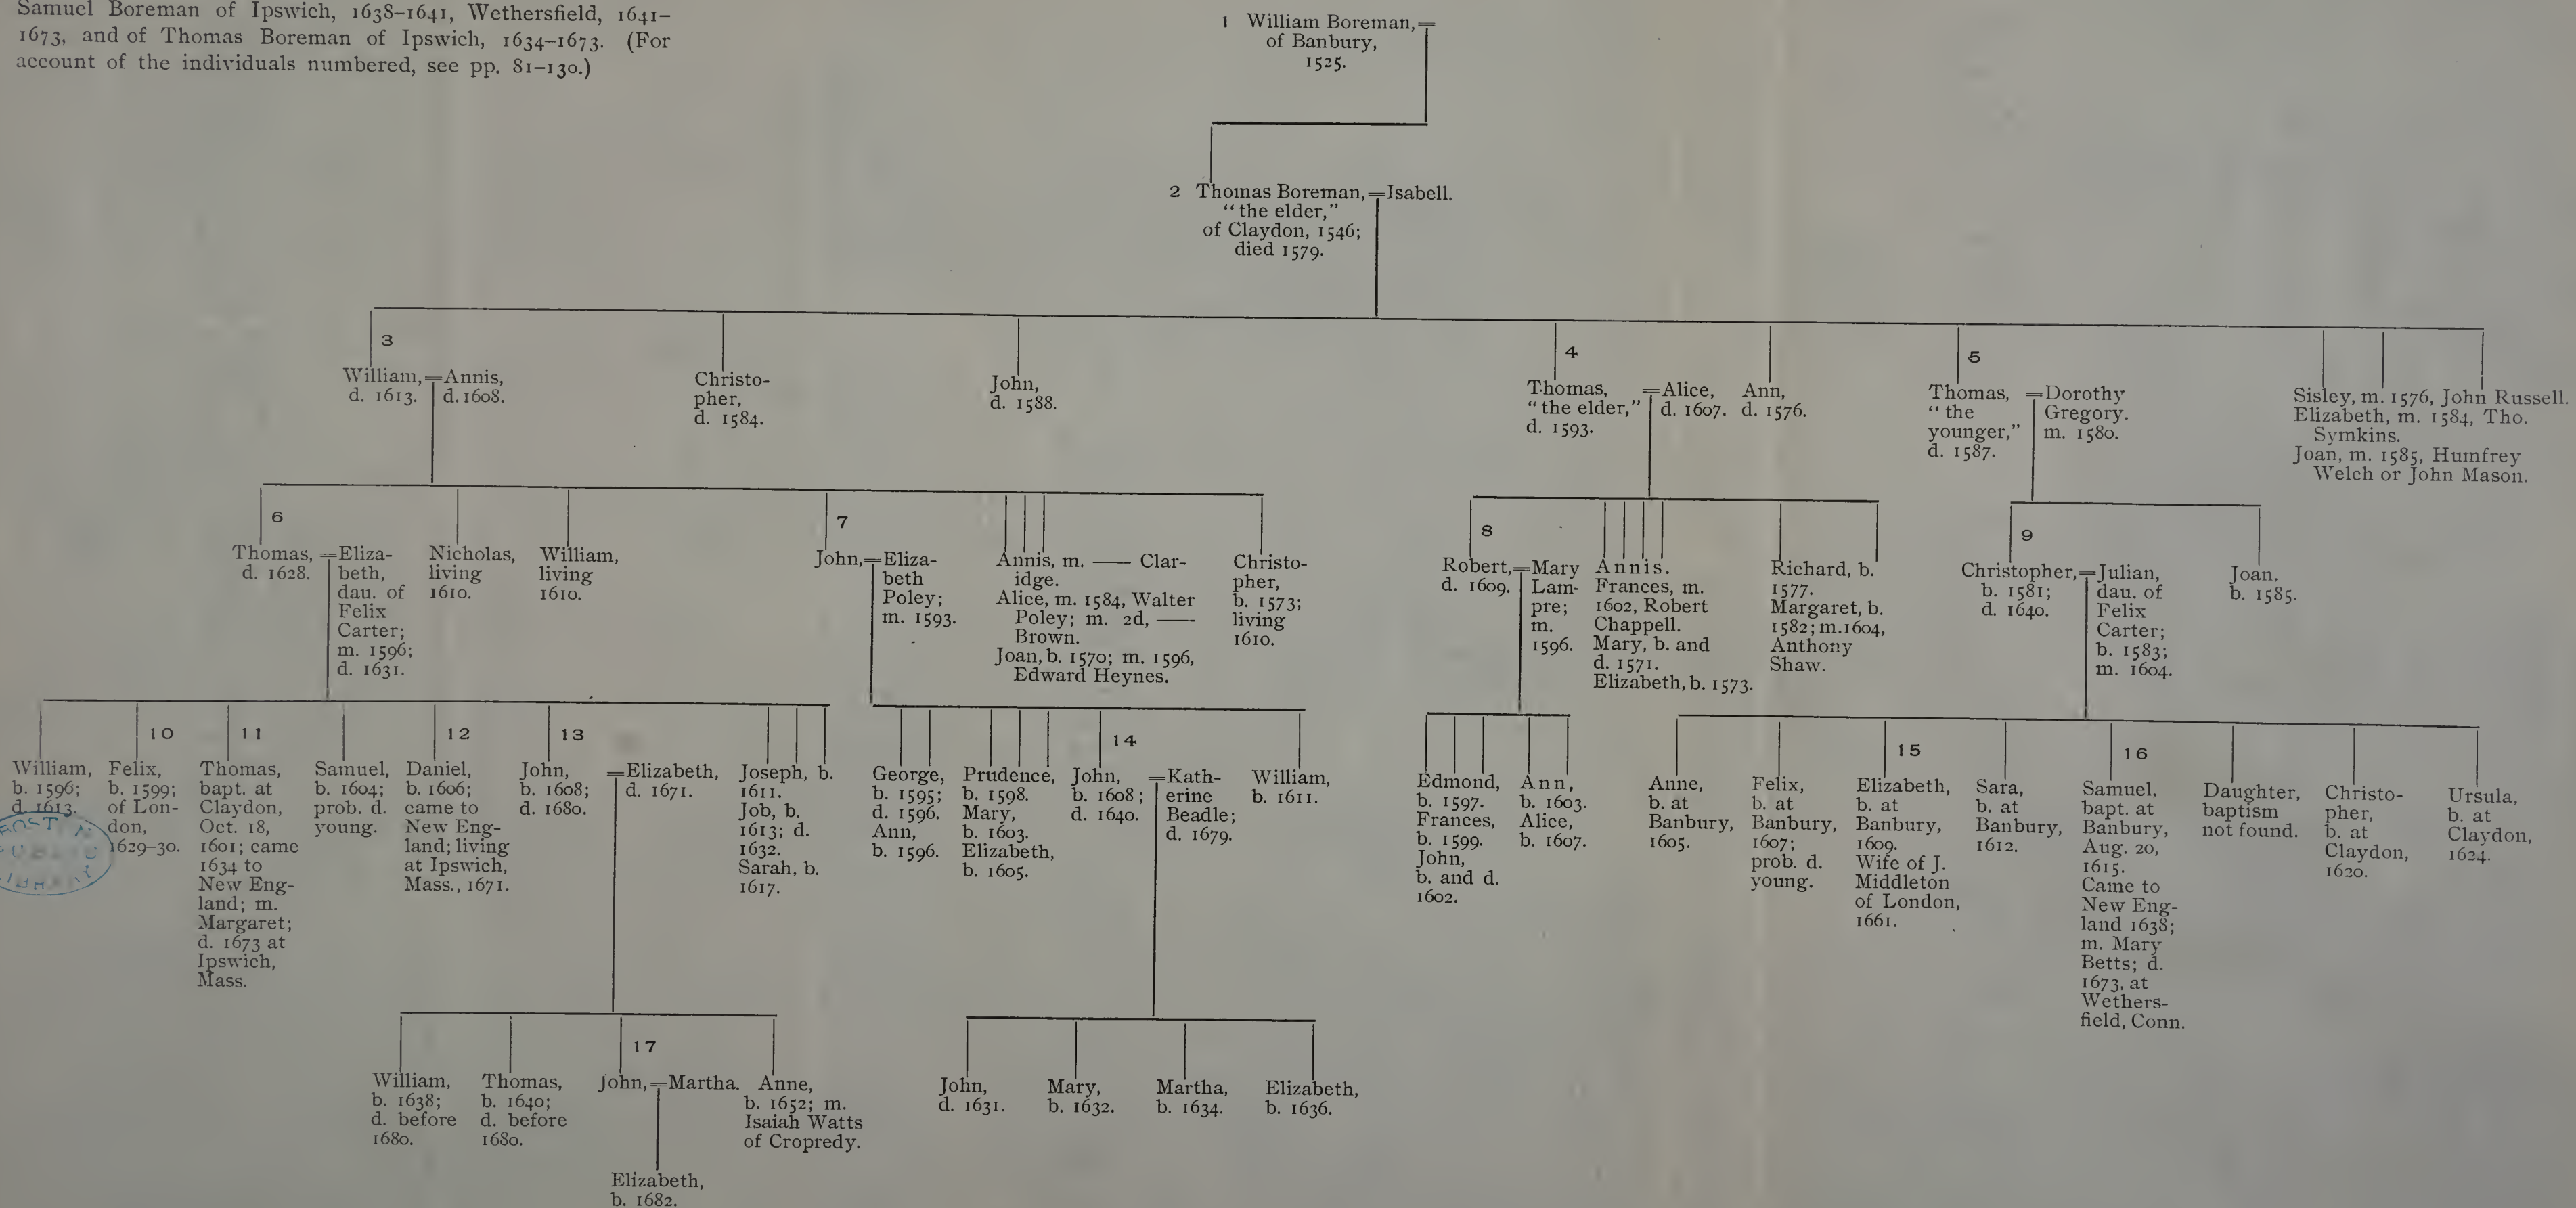 Samuel Boreman of Ipswich, 1638–1641, Wethersfield, 1641–
1673, and of Thomas Boreman of Ipswich, 1634–1673. (For
account of the individuals numbered, see pp. 81–130.)
1 William Boreman,=
of Banbury,
1525.
2 Thomas Boreman,=Isabell.
“the elder,”
of Claydon, 1546;
died 1579.
3
William,=Annis,
d. 1613. d. 1608.
Christo-
pher,
d. 1584.
John,
d. 1588.
4
Thomas, =Alice,
“the elder,” d. 1607.
d. 1593.
Ann,
d. 1576.
5
Thomas, =Dorothy
“the Gregory.
younger,” m. 1580.
d. 1587.
Sisley, m. 1576, John Russell.
Elizabeth, m. 1584, Tho.
Symkins.
Joan, m. 1585, Humfrey
Welch or John Mason.
6
Thomas, =Eliza-
d. 1628. beth,
dau. of
Felix
Carter;
m. 1596;
d. 1631.
Nicholas,
living
1610.
William,
living
1610.
7
John,=Eliza-
beth
Poley;
m. 1593.
Annis, m. —— Clar-
idge.
Alice, m. 1584, Walter
Poley; m. 2d, ——
Brown.
Joan, b. 1570; m. 1596,
Edward Heynes.
Christo-
pher,
b. 1573;
living
1610.
8
Robert,=Mary
d. 1609. Lam-
pre;
m.
1596.
Annis.
Frances, m.
1602, Robert
Chappell.
Mary, b. and
d. 1571.
Elizabeth, b. 1573.
Richard, b.
1577.
Margaret, b.
1582; m. 1604,
Anthony
Shaw.
9
Christopher,=Julian,
b. 1581; dau. of
d. 1640. Felix
Carter;
b. 1583;
m. 1604.
Joan,
b. 1585.
William,
b. 1596;
d. 1613.
10
Felix,
b. 1599;
of Lon-
don,
1629–30.
11
Thomas,
bapt. at
Claydon,
Oct. 18,
1601; came
1634 to
New Eng-
land; m.
Margaret;
d. 1673 at
Ipswich,
Mass.
Samuel,
b. 1604;
prob. d.
young.
12
Daniel,
b. 1606;
came to
New Eng-
land; living
at Ipswich,
Mass., 1671.
13
John, =Elizabeth,
b. 1608; d. 1671.
d. 1680.
Joseph, b.
1611.
Job, b.
1613; d.
1632.
Sarah, b.
1617.
George,
b. 1595;
d. 1596.
Ann,
b. 1596.
Prudence,
b. 1598.
Mary,
b. 1603.
Elizabeth,
b. 1605.
14
John, =Kath-
b. 1608; erine
d. 1640. Beadle;
d. 1679.
William,
b. 1611.
Edmond,
b. 1597.
Frances,
b. 1599.
John,
b. and d.
1602.
Ann,
b. 1603.
Alice,
b. 1607.
Anne,
b. at
Banbury,
1605.
Felix,
b. at
Banbury,
1607;
prob. d.
young.
15
Elizabeth,
b. at
Banbury,
1609.
Wife of J.
Middleton
of London,
1661.
Sara,
b. at
Banbury,
1612.
16
Samuel,
bapt. at
Banbury,
Aug. 20,
1615.
Came to
New Eng-
land 1638;
m. Mary
Betts; d.
1673, at
Wethers-
field, Conn.
Daughter,
baptism
not found.
Christo-
pher,
b. at
Claydon,
1620.
Ursula,
b. at
Claydon,
1624.
William,
b. 1638;
d. before
1680.
Thomas,
b. 1640;
d. before
1680.
17
John,=Martha.
Anne,
b. 1652; m.
Isaiah Watts
of Cropredy.
John,
d. 1631.
Mary,
b. 1632.
Martha,
b. 1634.
Elizabeth,
b. 1636.
Elizabeth,
b. 1682.